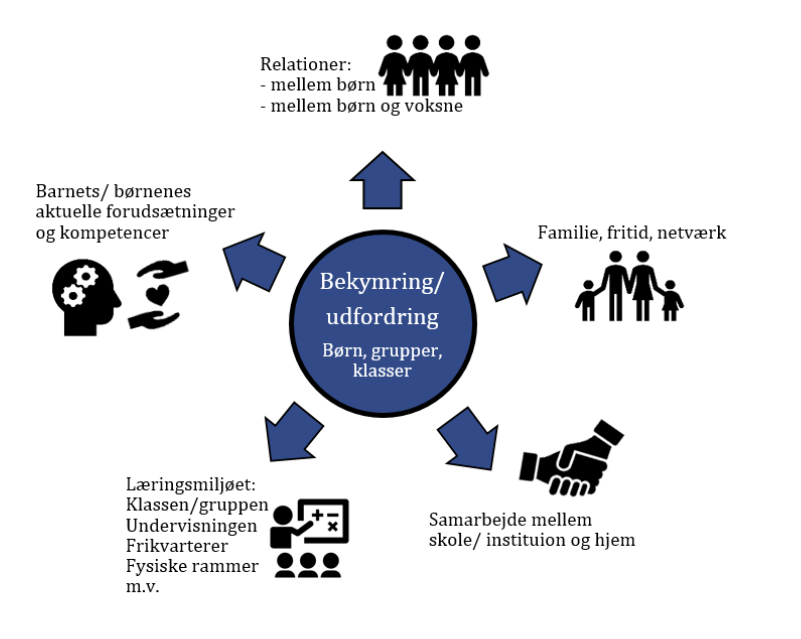 Relationer:
- mellem børn
- mellem børn og voksne
Barnets/ børnenes
aktuelle forudsætninger
og kompetencer
Familie, fritid, netværk
Bekymring/
udfordring
Børn, grupper,
klasser
Læringsmiljøet:
Klassen/gruppen
Undervisningen
Frikvarterer
Fysiske rammer
m.v.
Samarbejde mellem
skole/ instituion og hjem